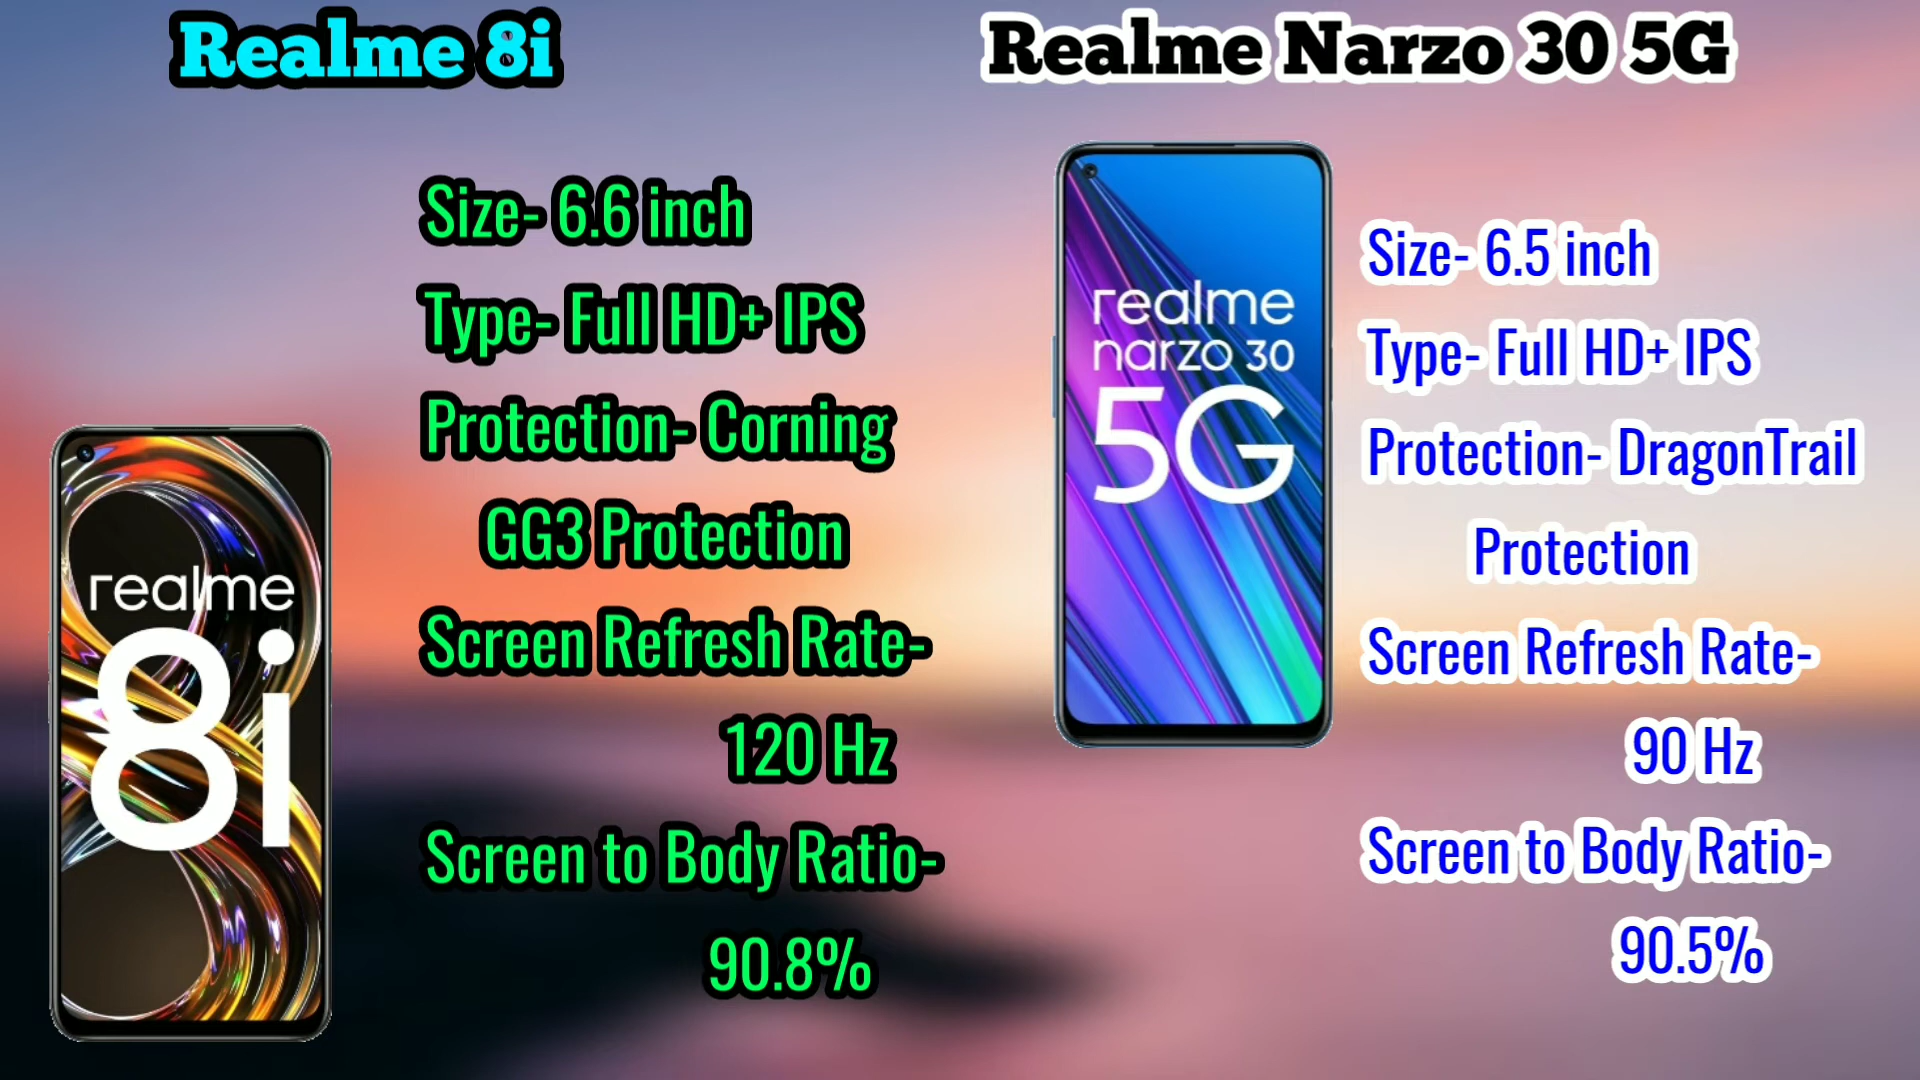 Realme 8i
Size- 6.6 inch
Type- Full HD+ IPS
Protection- Corning
GG3 Protection
Screen Refresh Rate-
120 Hz
Screen to Body Ratio-
90.8%
realme
8i
Realme Narzo 30 5G
realme
narzo 30
5G
Size- 6.5 inch
Type- Full HD+ IPS
Protection- DragonTrail
Protection
Screen Refresh Rate-
90 Hz
Screen to Body Ratio-
90.5%